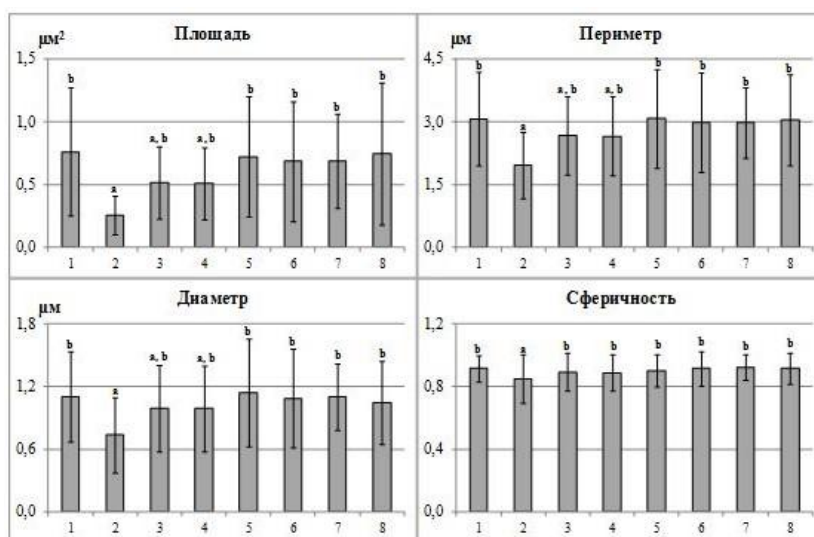 Площадь
μм²
1,5
b b b b b b
a, b a, b
1,0
a
0,5
0,0
1 2 3 4 5 6 7 8
Периметр
μм
4,5
b b b b b
a, b a, b
a
3,0
1,5
0,0
1 2 3 4 5 6 7 8
Диаметр
μм
1,8
b a a, b a, b b b b b
1,2
0,6
0,0
1 2 3 4 5 6 7 8
Сферичность
1,2
b a b b b b b b
0,8
0,4
0,0
1 2 3 4 5 6 7 8